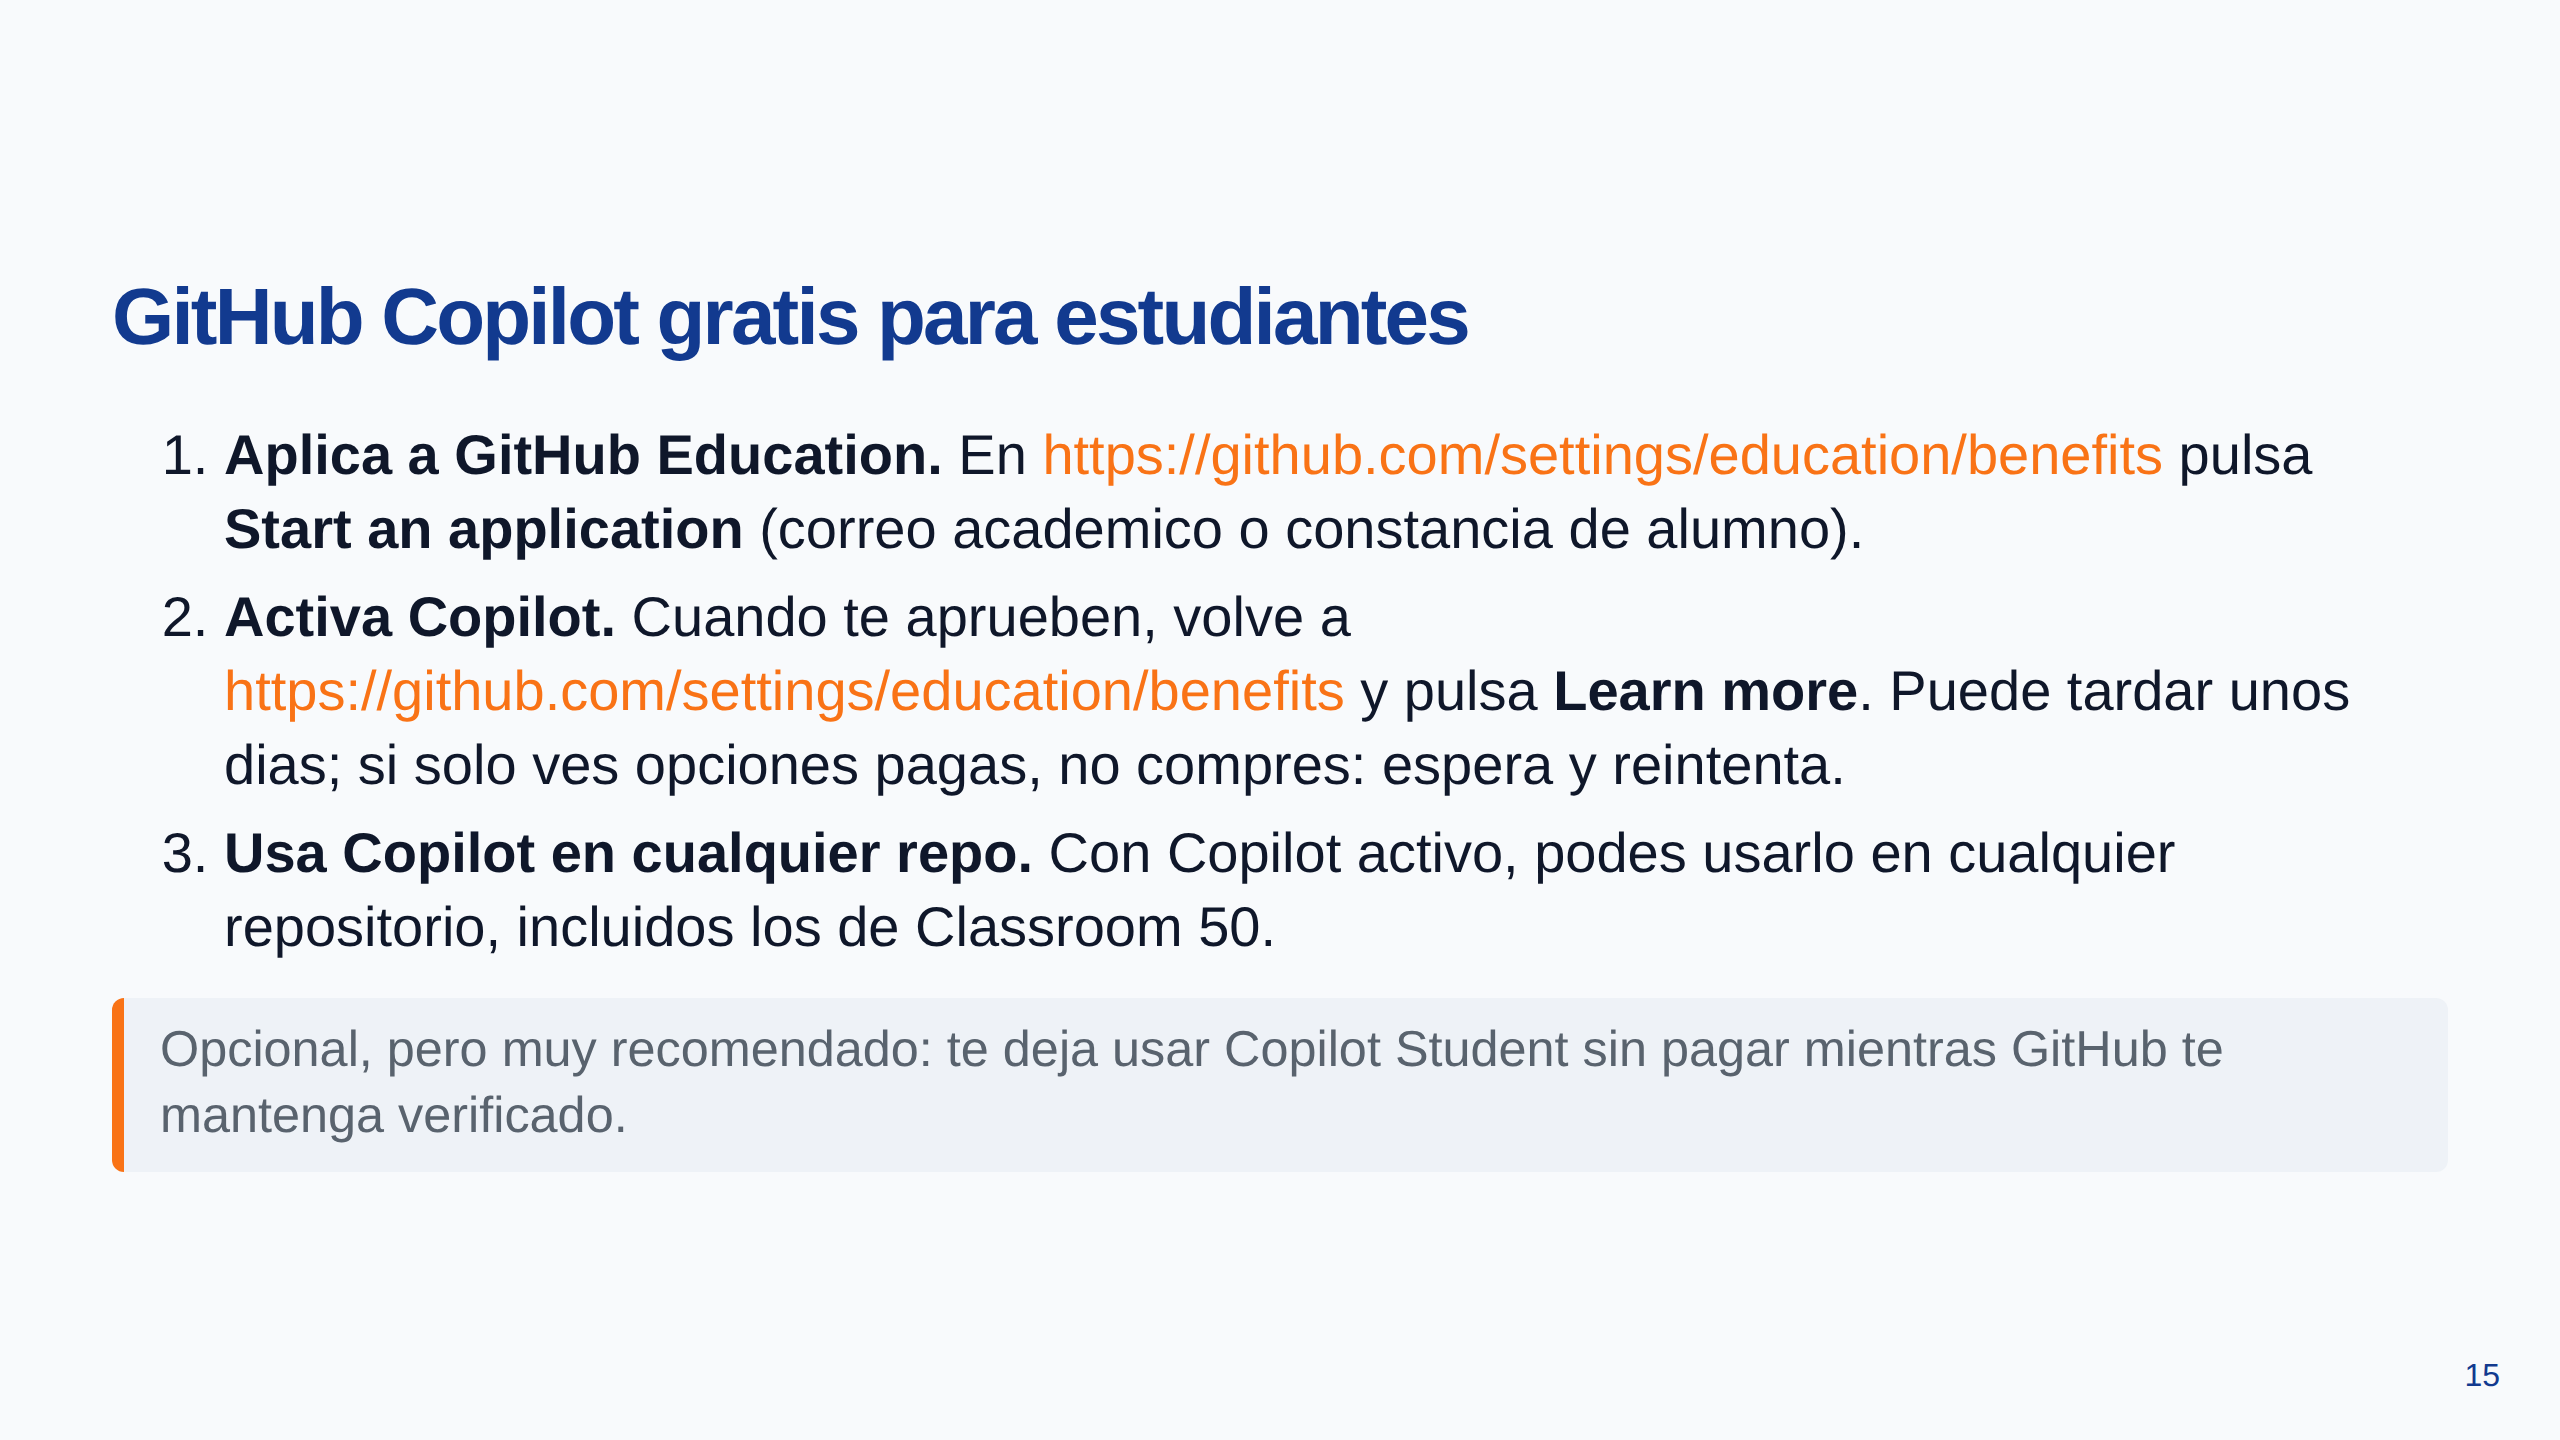 GitHub Copilot gratis para estudiantes
1. Aplica a GitHub Education. En https://github.com/settings/education/benefits pulsa
Start an application (correo academico o constancia de alumno).
2. Activa Copilot. Cuando te aprueben, volve a
https://github.com/settings/education/benefits y pulsa Learn more. Puede tardar unos
dias; si solo ves opciones pagas, no compres: espera y reintenta.
3. Usa Copilot en cualquier repo. Con Copilot activo, podes usarlo en cualquier
repositorio, incluidos los de Classroom 50.
Opcional, pero muy recomendado: te deja usar Copilot Student sin pagar mientras GitHub te
mantenga verificado.
15